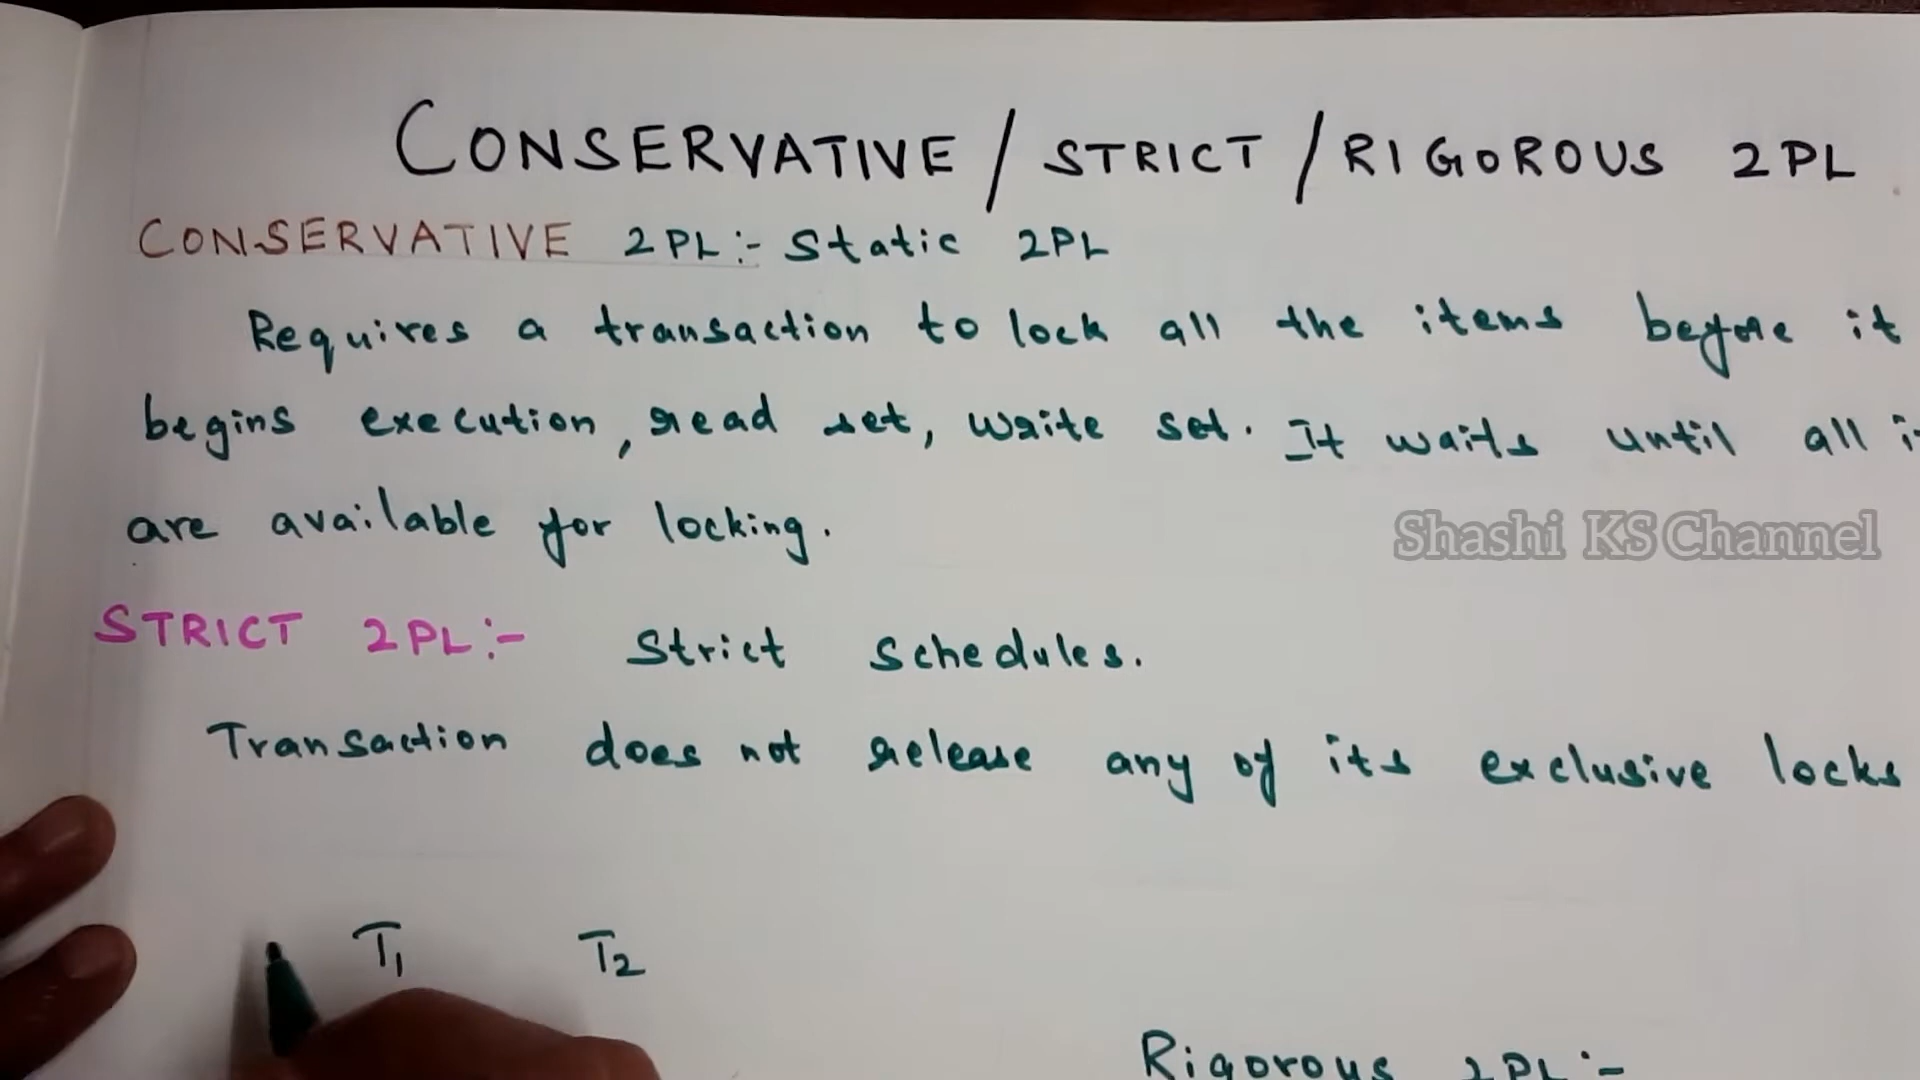 CONSERVATIVE / STRICT / RIGOROUS 2PL
CONSERVATIVE 2PL:- Static 2PL
Requires a transaction to lock all the items before it
begins execution, read set, write set. It waits until all it
are available for locking.
Shashi KS Channel
STRICT 2PL:- Strict Schedules.
Transaction does not release any of its exclusive locks
T1 T2
Rigorous 2PL:-